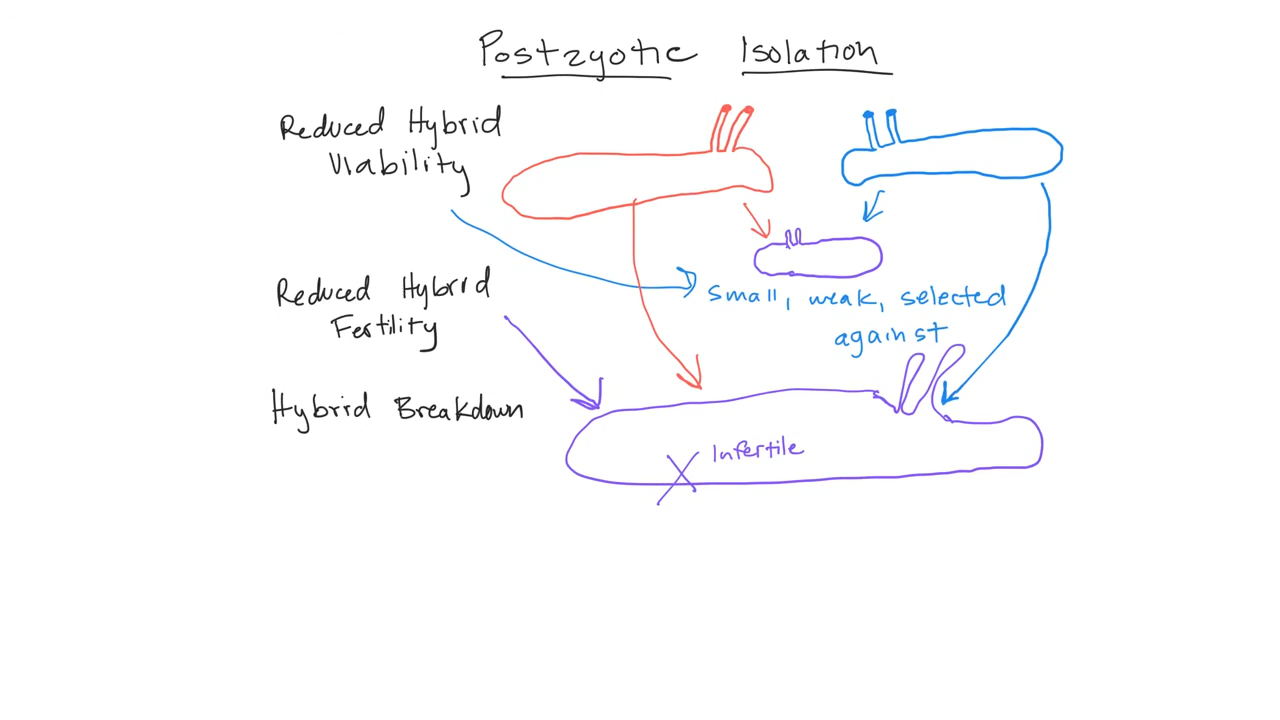 Postzyotic Isolation
Reduced Hybrid
Viability
Reduced Hybrid
Fertility
Hybrid Breakdown
small, weak, selected
against
Infertile